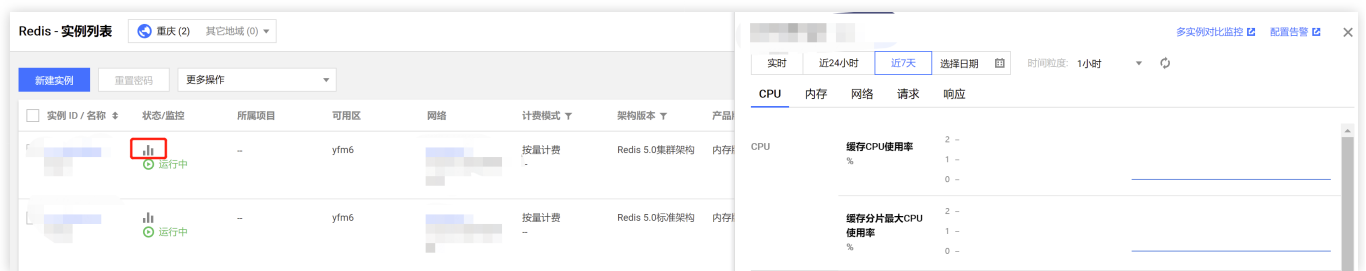 Redis - 实例列表
重庆 (2) 其它地域 (0)
新建实例 重置密码 更多操作
实例 ID / 名称 状态/监控 所属项目 可用区 网络 计费模式 架构版本
-- yfm6 按量计费 Redis 5.0集群架构
运行中 -
-- yfm6 按量计费 Redis 5.0标准架构
运行中 --
多实例对比监控 配置告警
实时 近24小时 近7天 选择日期 时间粒度: 1小时
CPU 内存 网络 请求 响应
CPU
缓存CPU使用率
%
2
1
0
缓存分片最大CPU
使用率
%
2
1
0